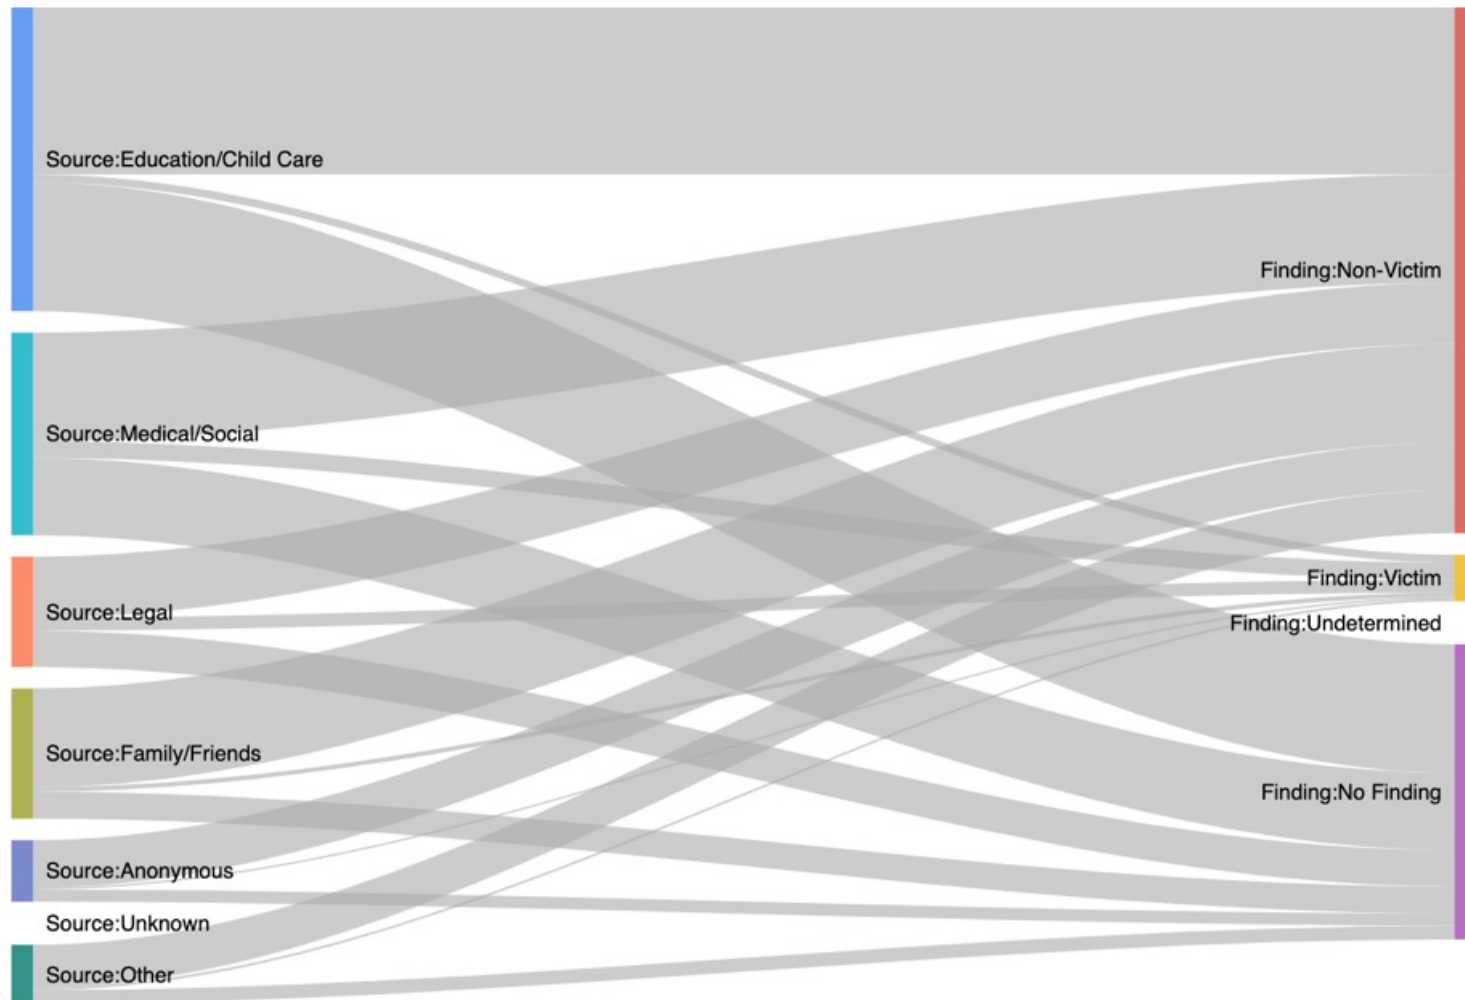 Source:Education/Child Care
Source:Medical/Social
Source:Legal
Source:Family/Friends
Source:Anonymous
Source:Unknown
Source:Other
Finding:Non-Victim
Finding:Victim
Finding:Undetermined
Finding:No Finding